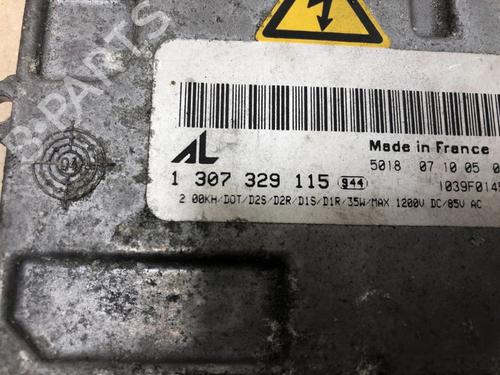 B-PARTS
Made in France
5018 07 10 05
AL
04
1 307 329 115 944
1039F0145
2 00KH/DOT/D2S/D2R/D1S/D1R/35W/MAX 1200V DC/85V AC